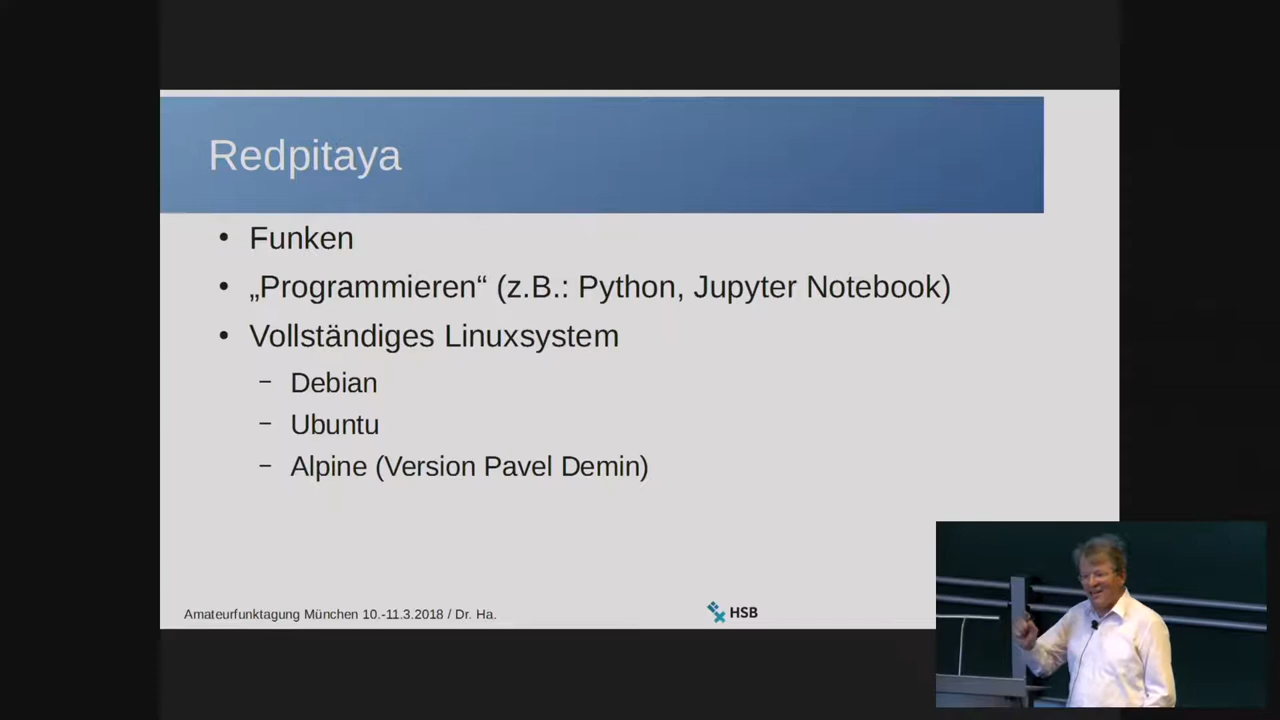 Redpitaya
• Funken
• „Programmieren“ (z.B.: Python, Jupyter Notebook)
• Vollständiges Linuxsystem
– Debian
– Ubuntu
– Alpine (Version Pavel Demin)
Amateurfunktagung München 10.-11.3.2018 / Dr. Ha.
HSB